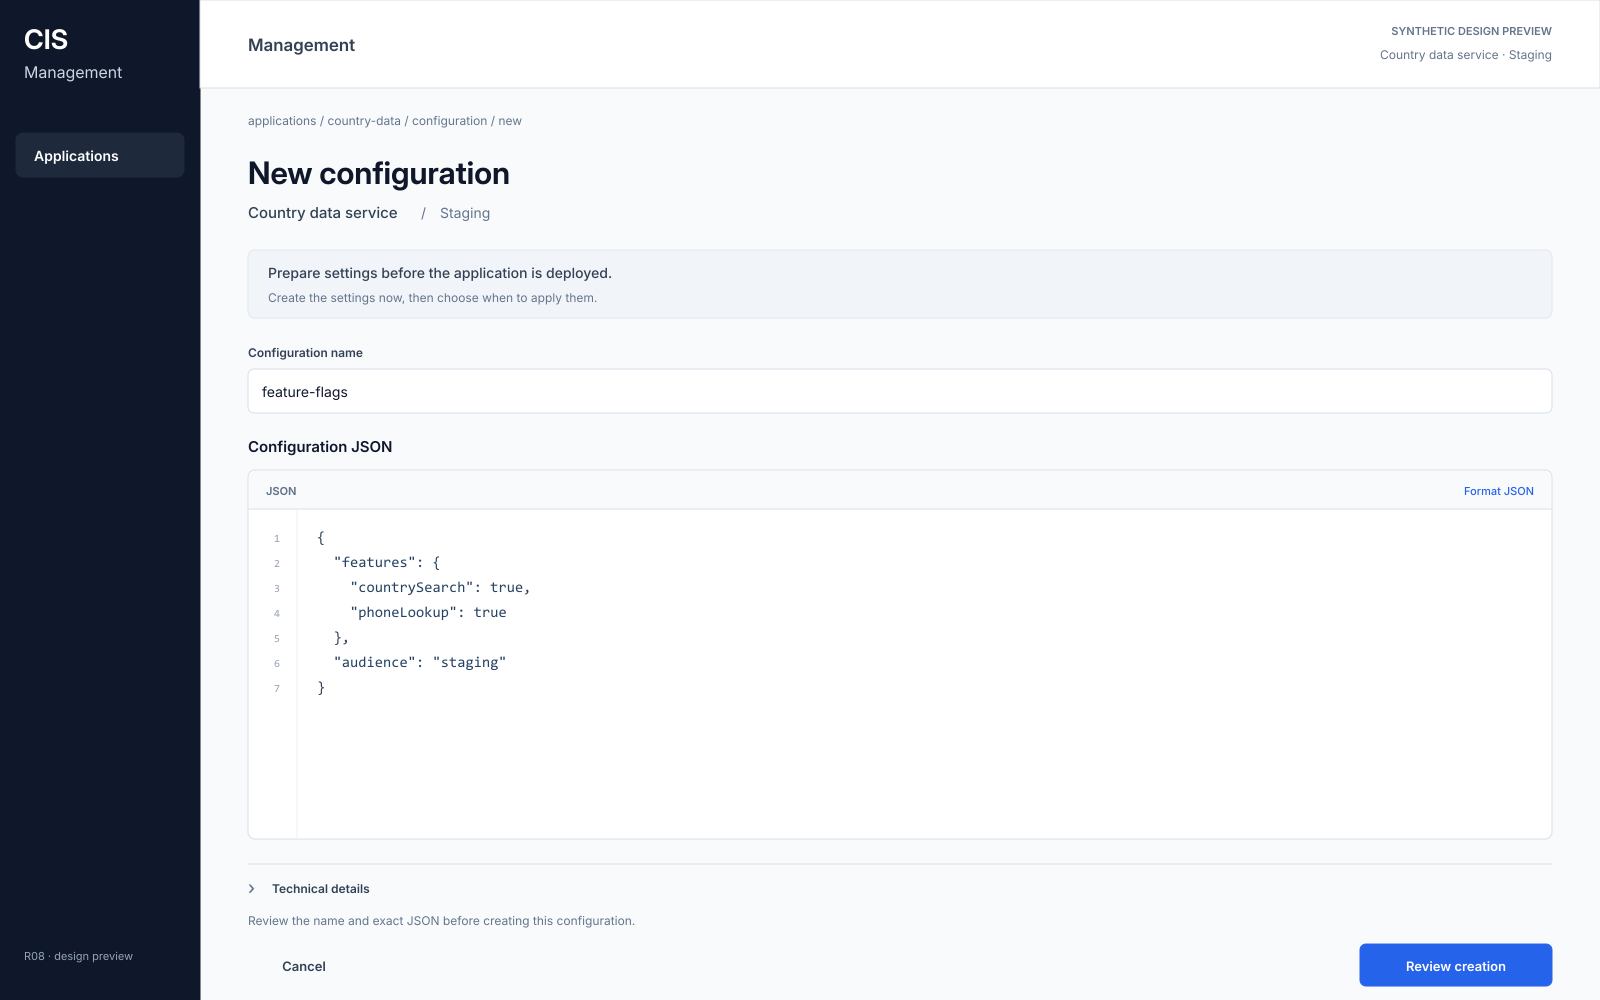 CIS
Management
Applications
R08 · design preview
Management
SYNTHETIC DESIGN PREVIEW
Country data service · Staging
applications / country-data / configuration / new
New configuration
Country data service / Staging
Prepare settings before the application is deployed.
Create the settings now, then choose when to apply them.
Configuration name
feature-flags
Configuration JSON
JSON
Format JSON
1 {
2   "features": {
3     "countrySearch": true,
4     "phoneLookup": true
5   },
6   "audience": "staging"
7 }
Technical details
Review the name and exact JSON before creating this configuration.
Cancel
Review creation